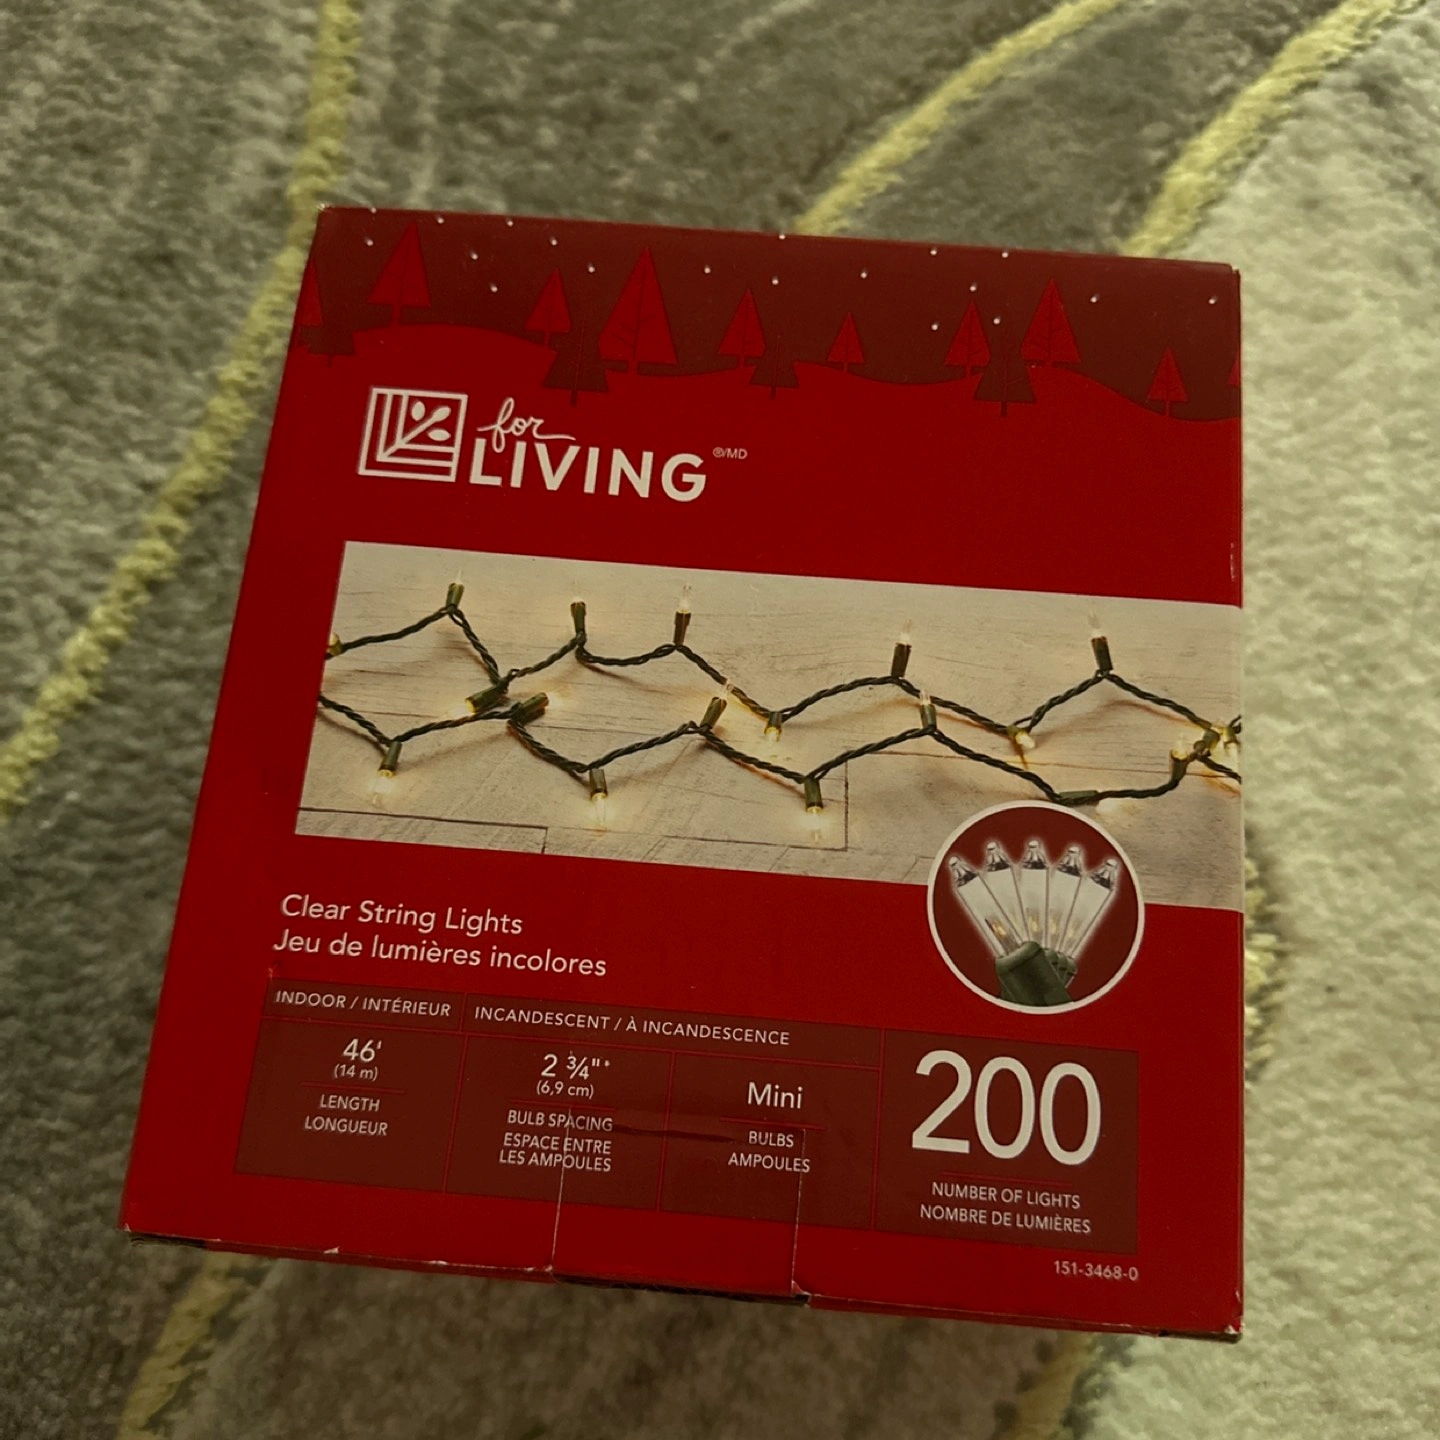 for
LIVING ®/MD
Clear String Lights
Jeu de lumières incolores
INDOOR / INTÉRIEUR
INCANDESCENT / À INCANDESCENCE
46'
(14 m)
LENGTH
LONGUEUR
2 ¾"*
(6,9 cm)
BULB SPACING
ESPACE ENTRE
LES AMPOULES
Mini
BULBS
AMPOULES
200
NUMBER OF LIGHTS
NOMBRE DE LUMIÈRES
151-3468-0